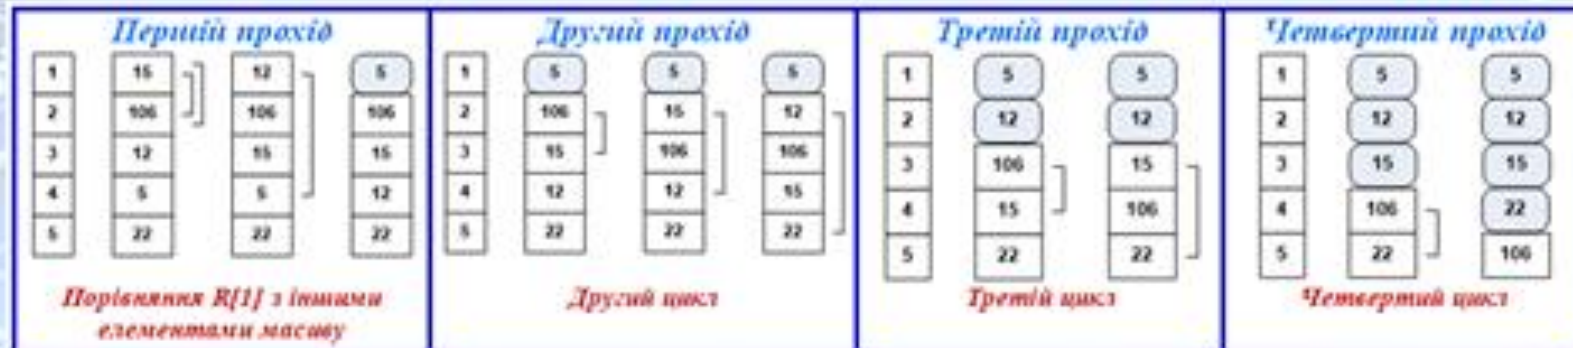 Перший прохід
1 15 12 5
2 106 106 106
3 12 15 15
4 5 5 12
5 22 22 22
Порівняння R[1] з іншими
елементами масиву
Другий прохід
1 5 5 5
2 106 15 12
3 15 106 106
4 12 12 15
5 22 22 22
Другий цикл
Третій прохід
1 5 5
2 12 12
3 106 15
4 15 106
5 22 22
Третій цикл
Четвертий прохід
1 5 5
2 12 12
3 15 15
4 106 22
5 22 106
Четвертий цикл